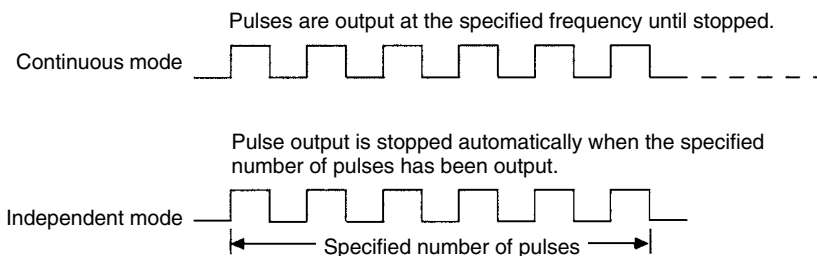 Pulses are output at the specified frequency until stopped.
Continuous mode
Pulse output is stopped automatically when the specified
number of pulses has been output.
Independent mode
Specified number of pulses